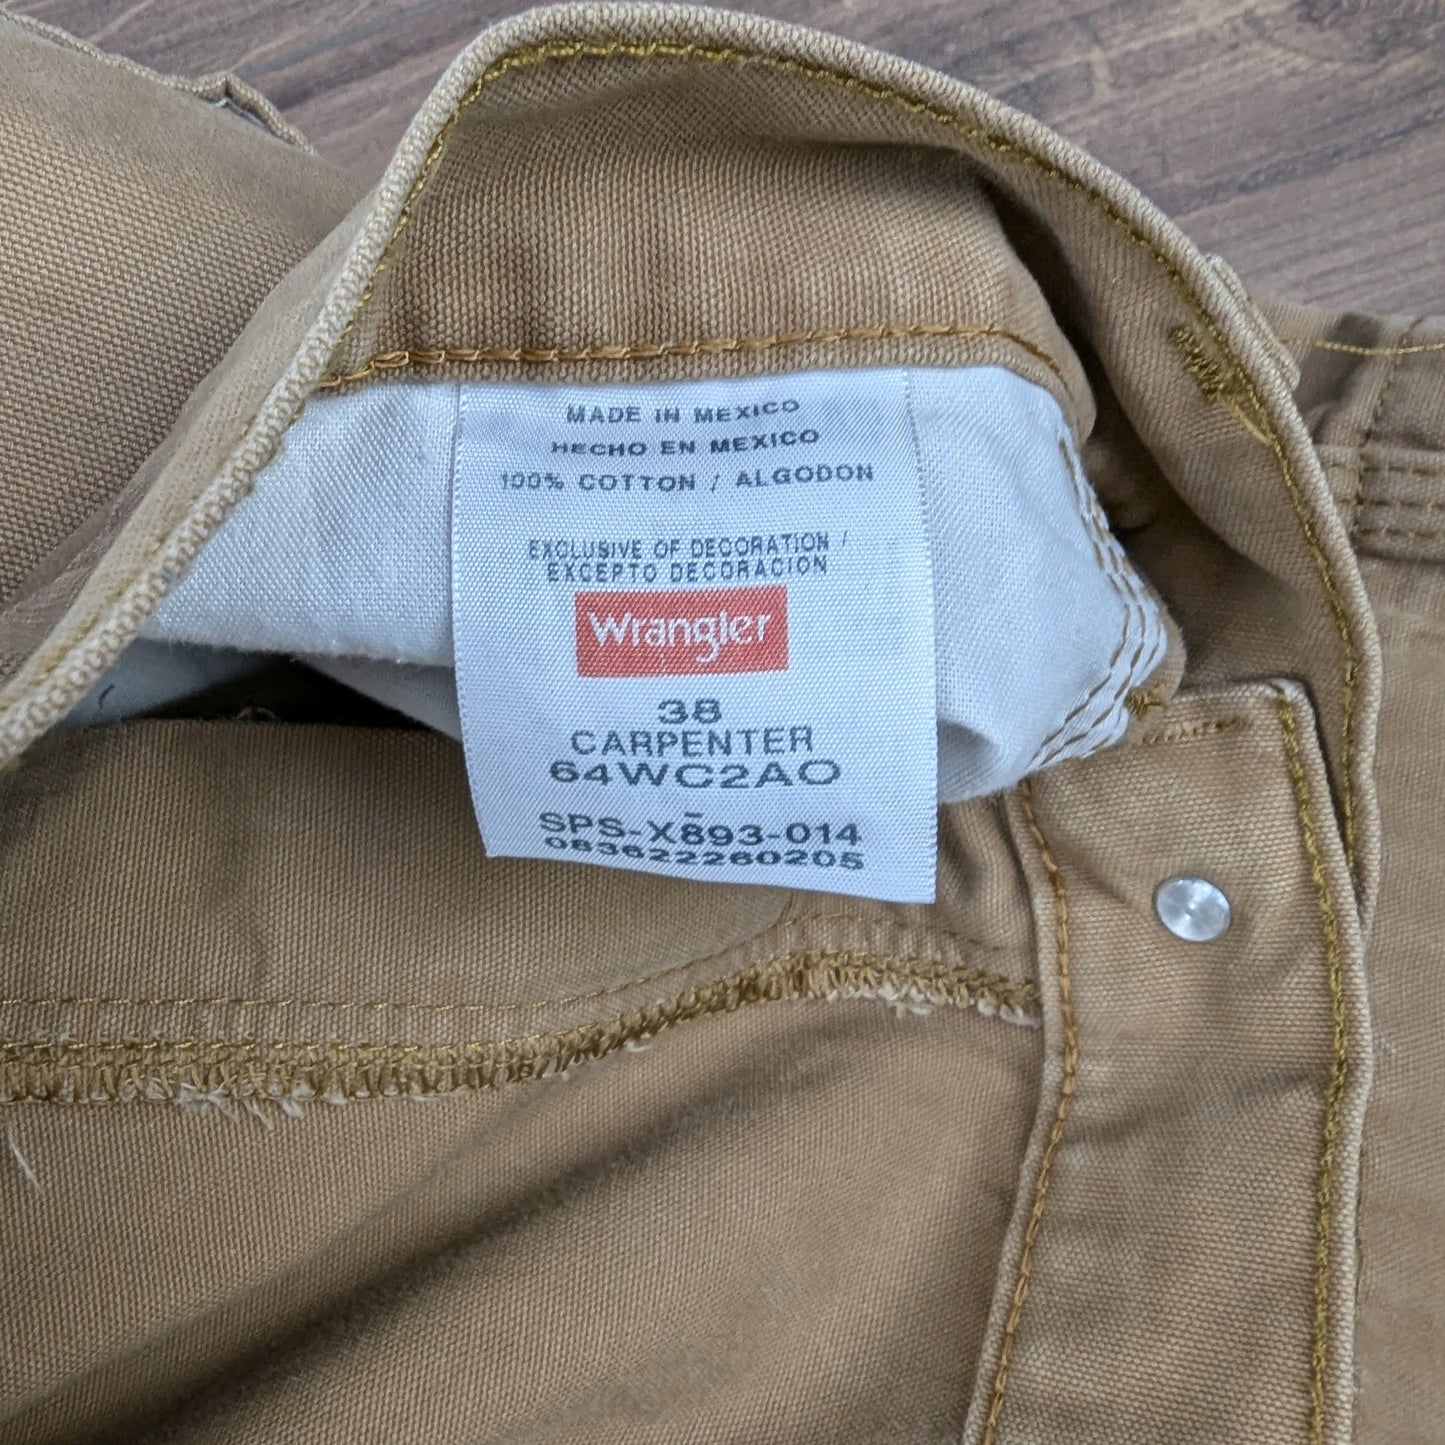 MADE IN MEXICO
HECHO EN MEXICO
100% COTTON / ALGODON
EXCLUSIVE OF DECORATION /
EXCEPTO DECORACION
Wrangler
38
CARPENTER
64WC2AO
SPS-X893-014
083622260205